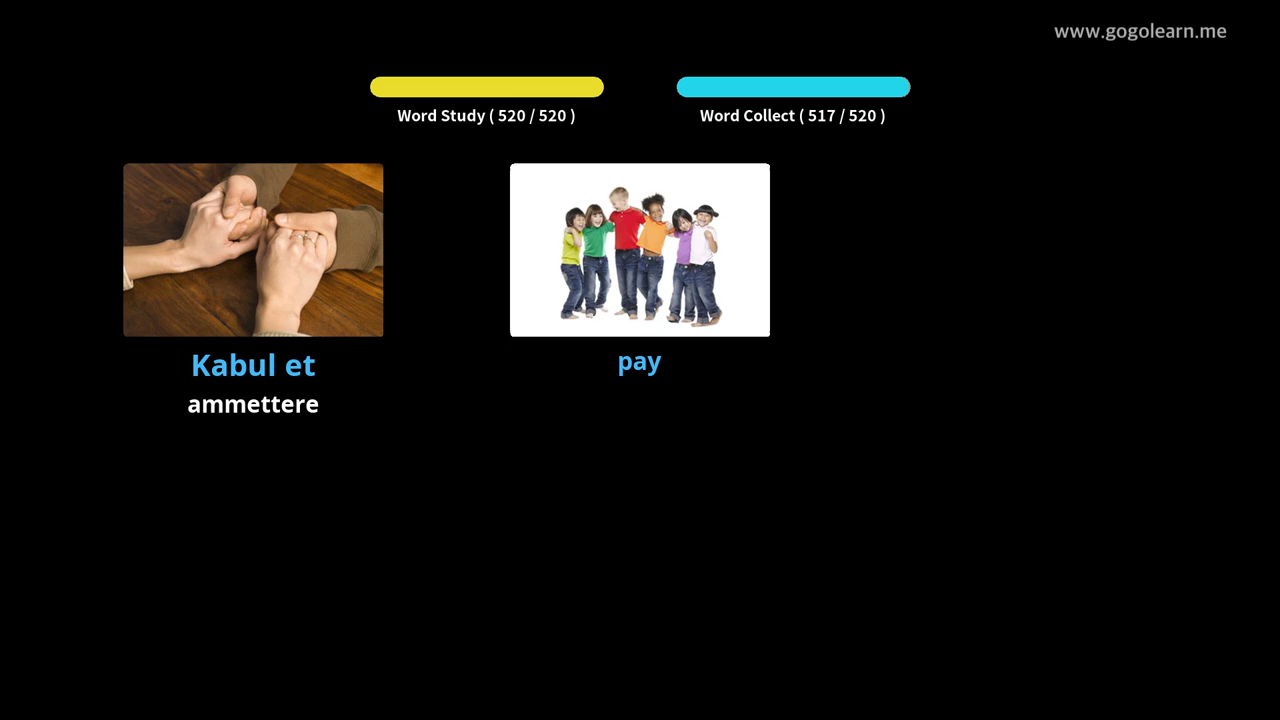 www.gogolearn.me
Word Study ( 520 / 520 )
Word Collect ( 517 / 520 )
Kabul et
ammettere
pay